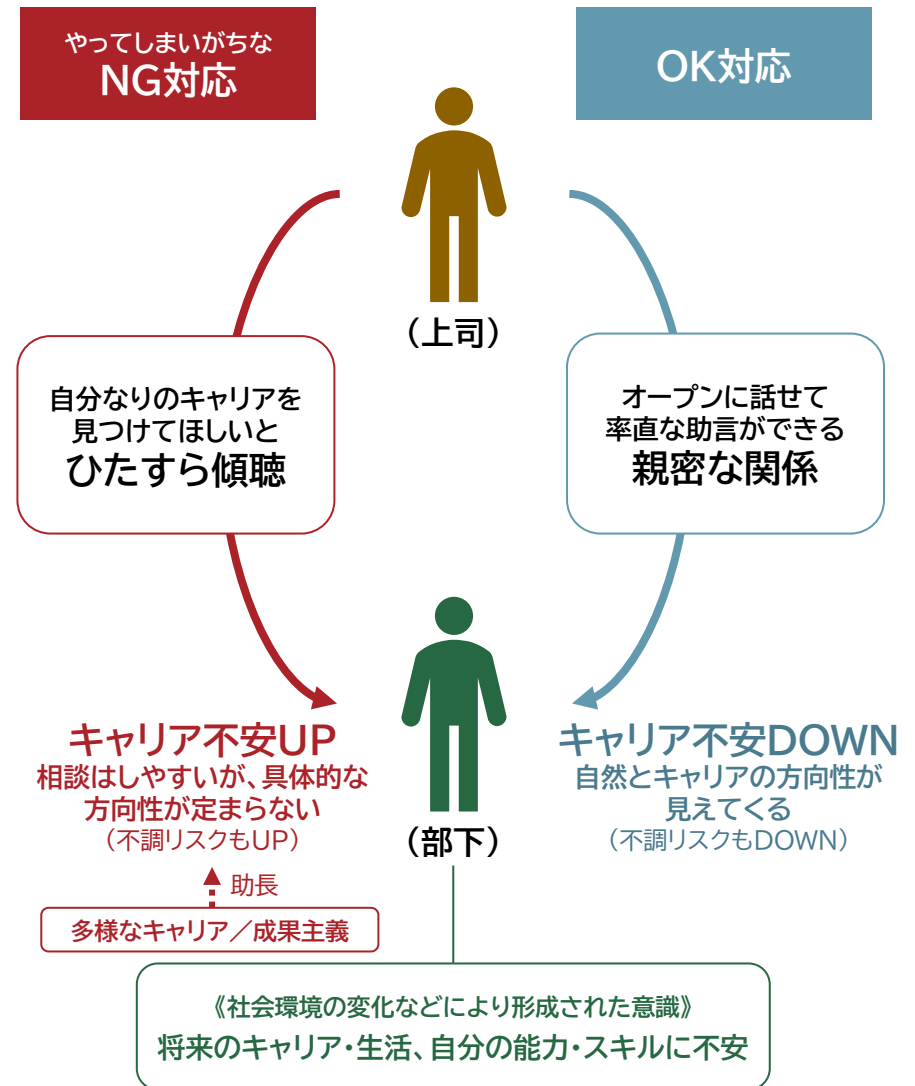 やってしまいがちな
NG対応
OK対応
(上司)
自分なりのキャリアを
見つけてほしいと
ひたすら傾聴
オープンに話せて
率直な助言ができる
親密な関係
キャリア不安UP
相談はしやすいが、具体的な
方向性が定まらない
(不調リスクもUP)
キャリア不安DOWN
自然とキャリアの方向性が
見えてくる
(不調リスクもDOWN)
(部下)
助長
多様なキャリア/成果主義
《社会環境の変化などにより形成された意識》
将来のキャリア・生活、自分の能力・スキルに不安